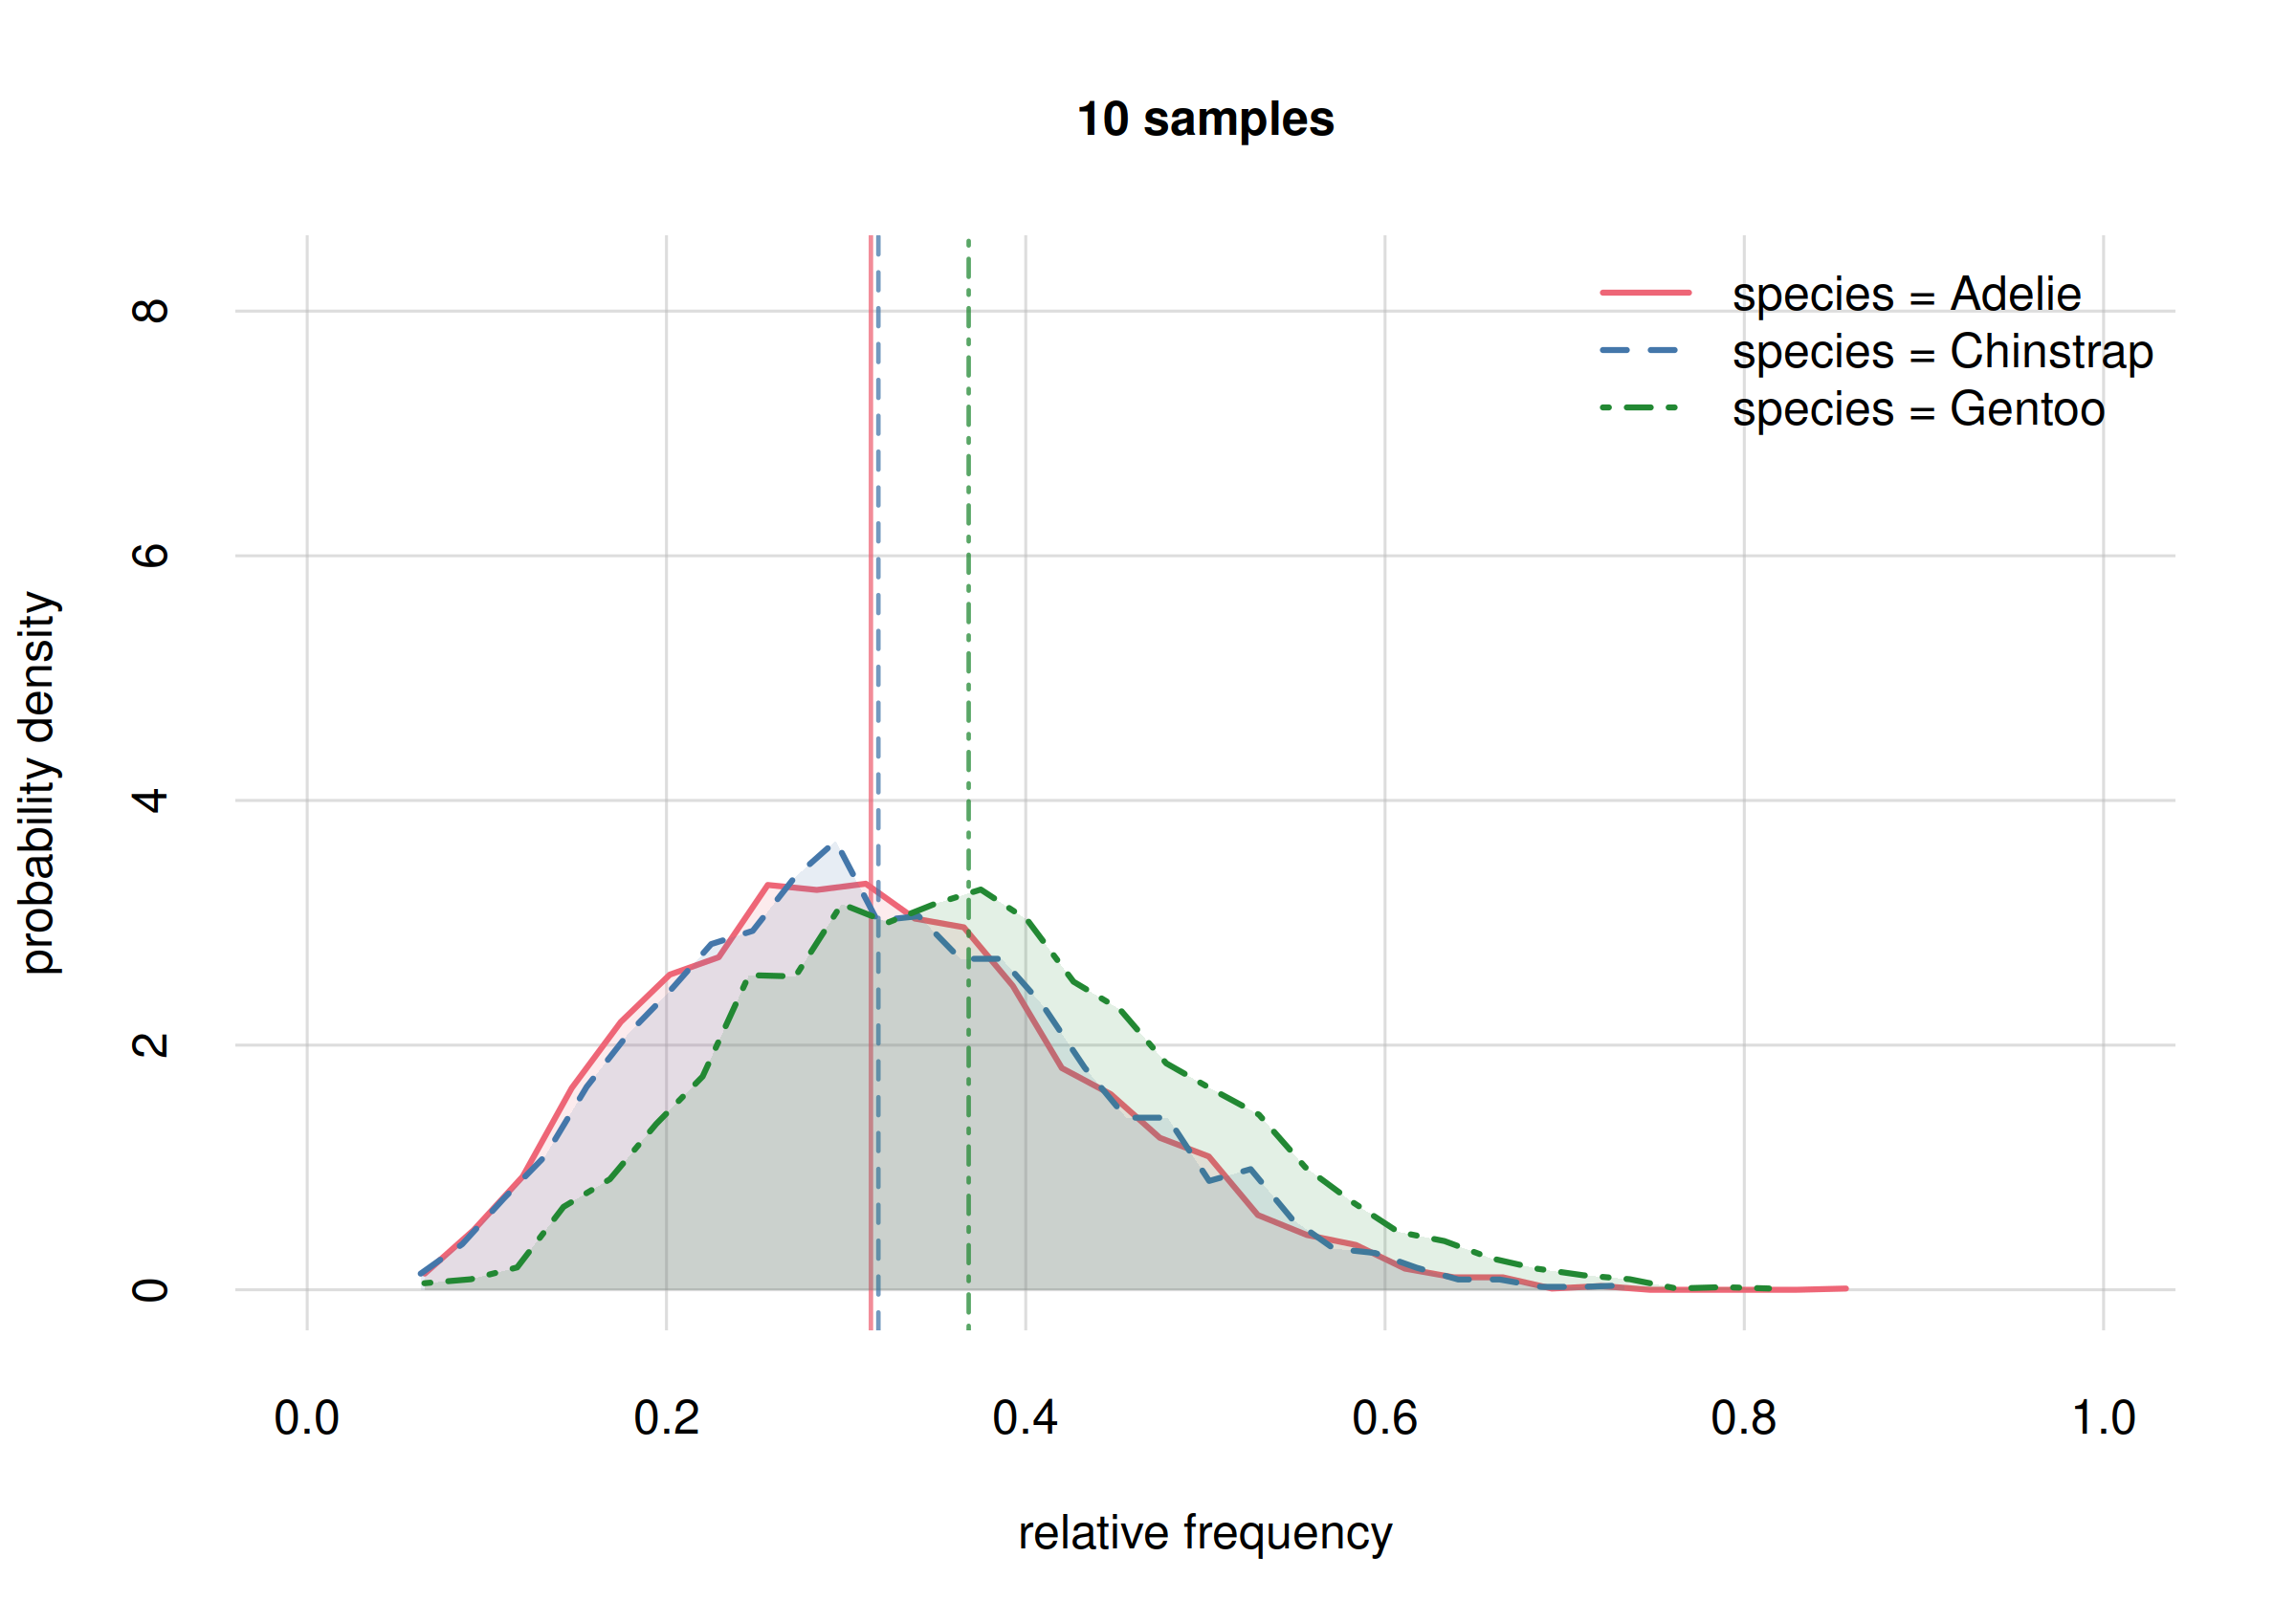 10 samples
species = Adelie
species = Chinstrap
species = Gentoo
probability density
8
6
4
2
0
0.0 0.2 0.4 0.6 0.8 1.0
relative frequency